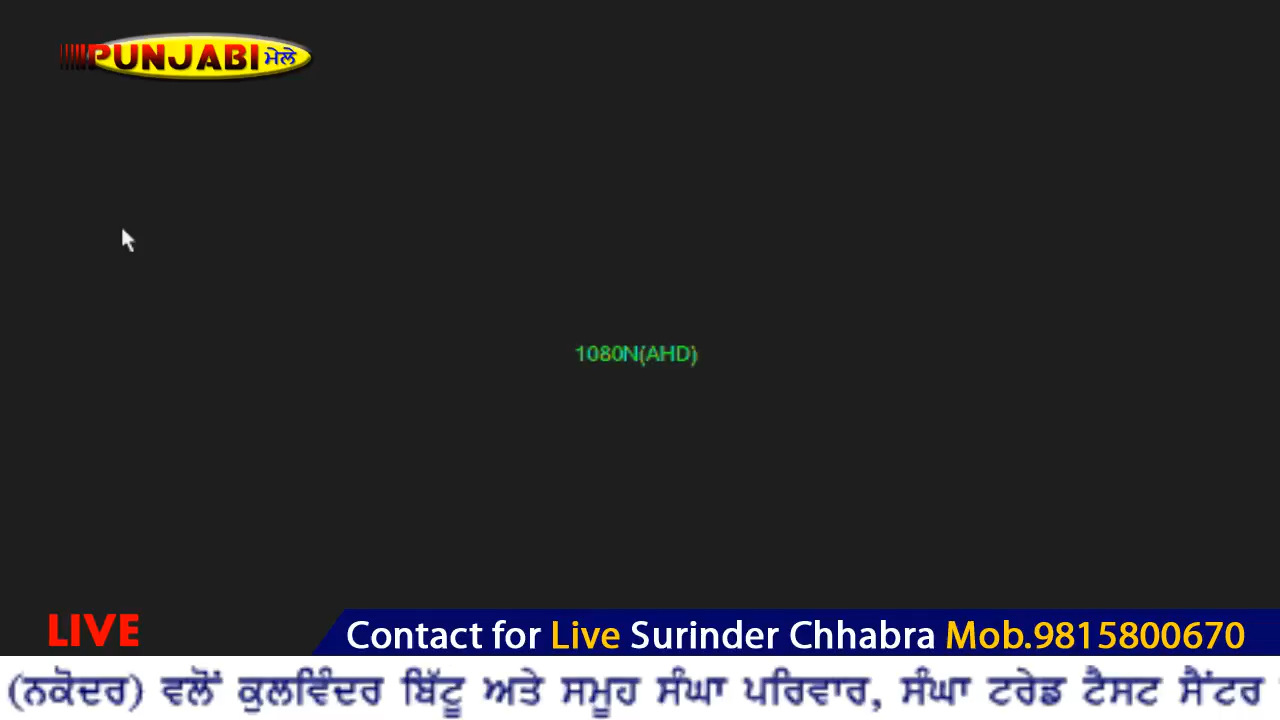 PUNJABI ਮੇਲੇ
1080N(AHD)
LIVE
Contact for Live Surinder Chhabra Mob.9815800670
(ਨਕੋਦਰ) ਵਲੋਂ ਕੁਲਵਿੰਦਰ ਬਿੱਟੂ ਅਤੇ ਸਮੂਹ ਸੰਘਾ ਪਰਿਵਾਰ, ਸੰਘਾ ਟਰੇਡ ਟੈਸਟ ਸੈਂਟਰ